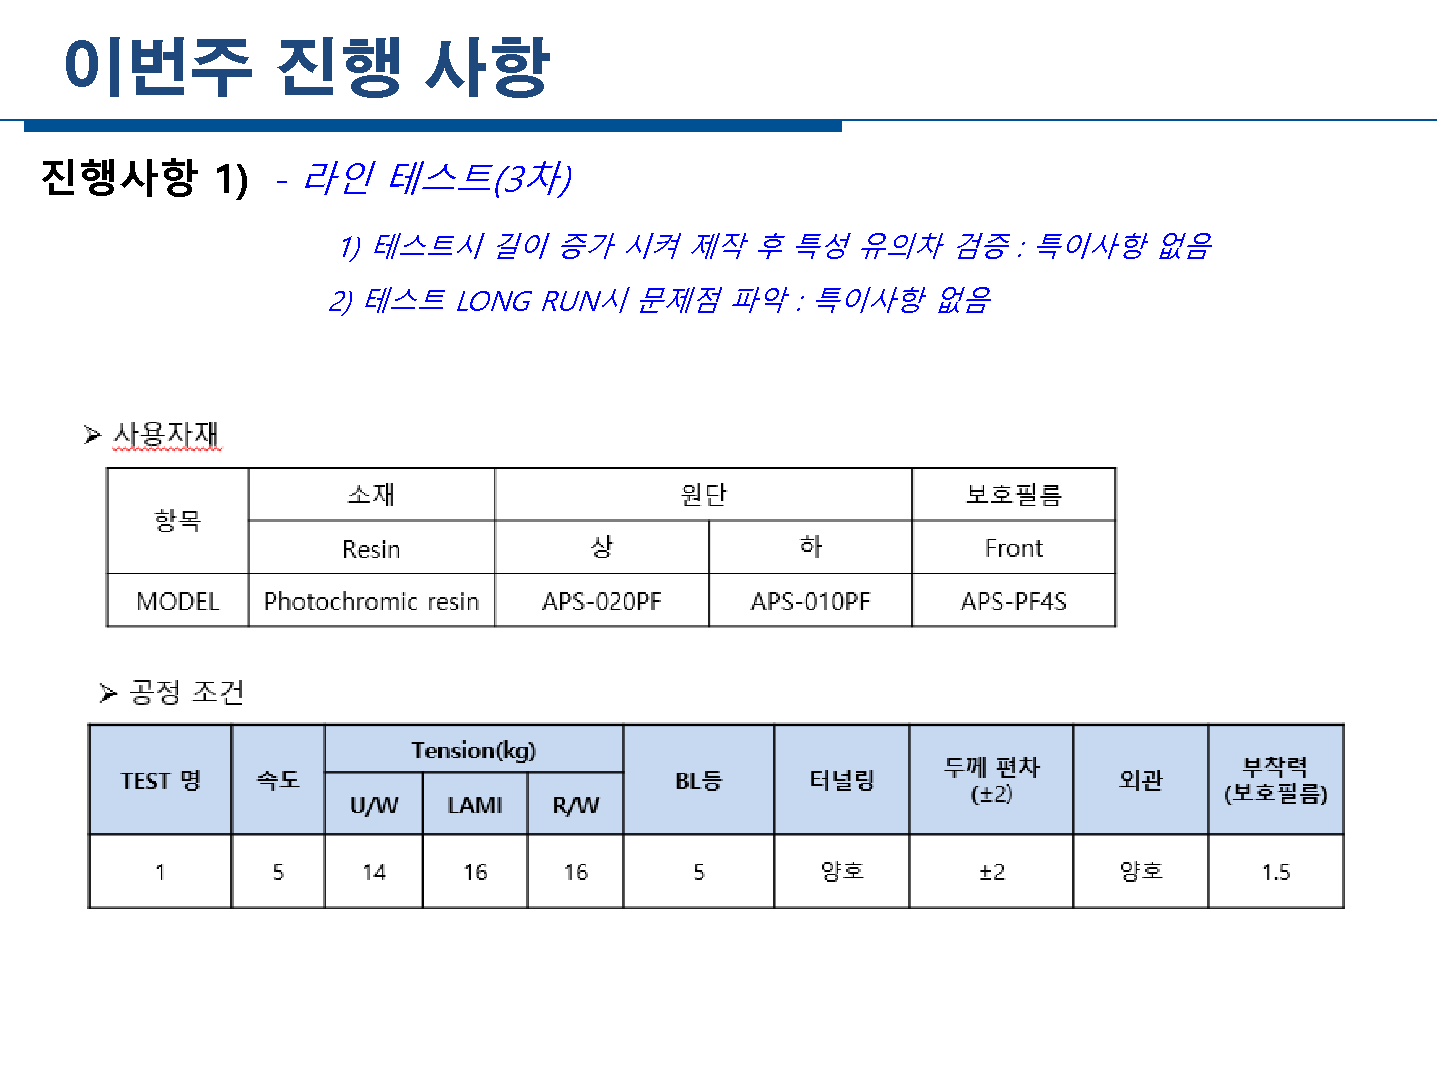 이번주 진행 사항
진행사항 1) - 라인 테스트(3차)
1) 테스트시 길이 증가 시켜 제작 후 특성 유의차 검증 : 특이사항 없음
2) 테스트 LONG RUN시 문제점 파악 : 특이사항 없음
➢ 사용자재
항목 소재 원단 보호필름
Resin 상 하 Front
MODEL Photochromic resin APS-020PF APS-010PF APS-PF4S
➢ 공정 조건
TEST 명 속도 Tension(kg) BL등 터널링 두께 편차 (±2) 외관 부착력 (보호필름)
U/W LAMI R/W
1 5 14 16 16 5 양호 ±2 양호 1.5